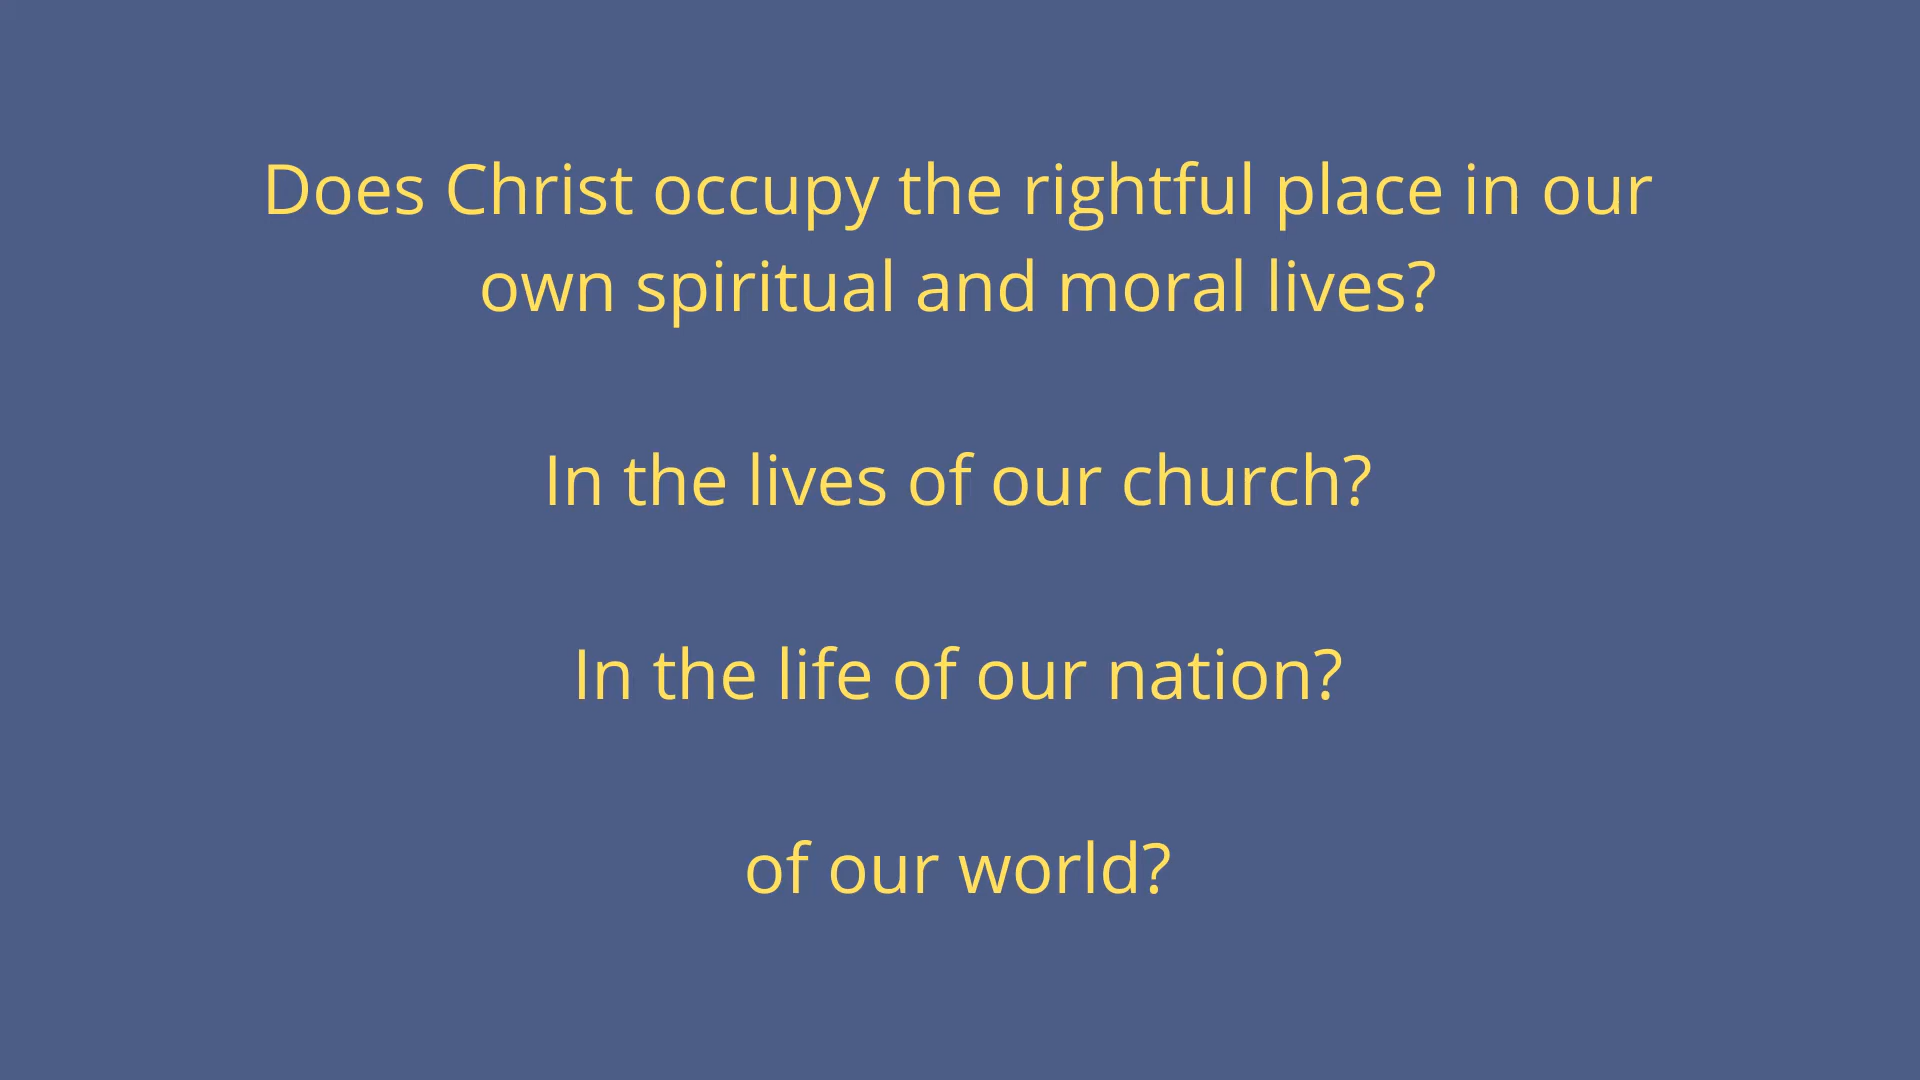 Does Christ occupy the rightful place in our
own spiritual and moral lives?
In the lives of our church?
In the life of our nation?
of our world?